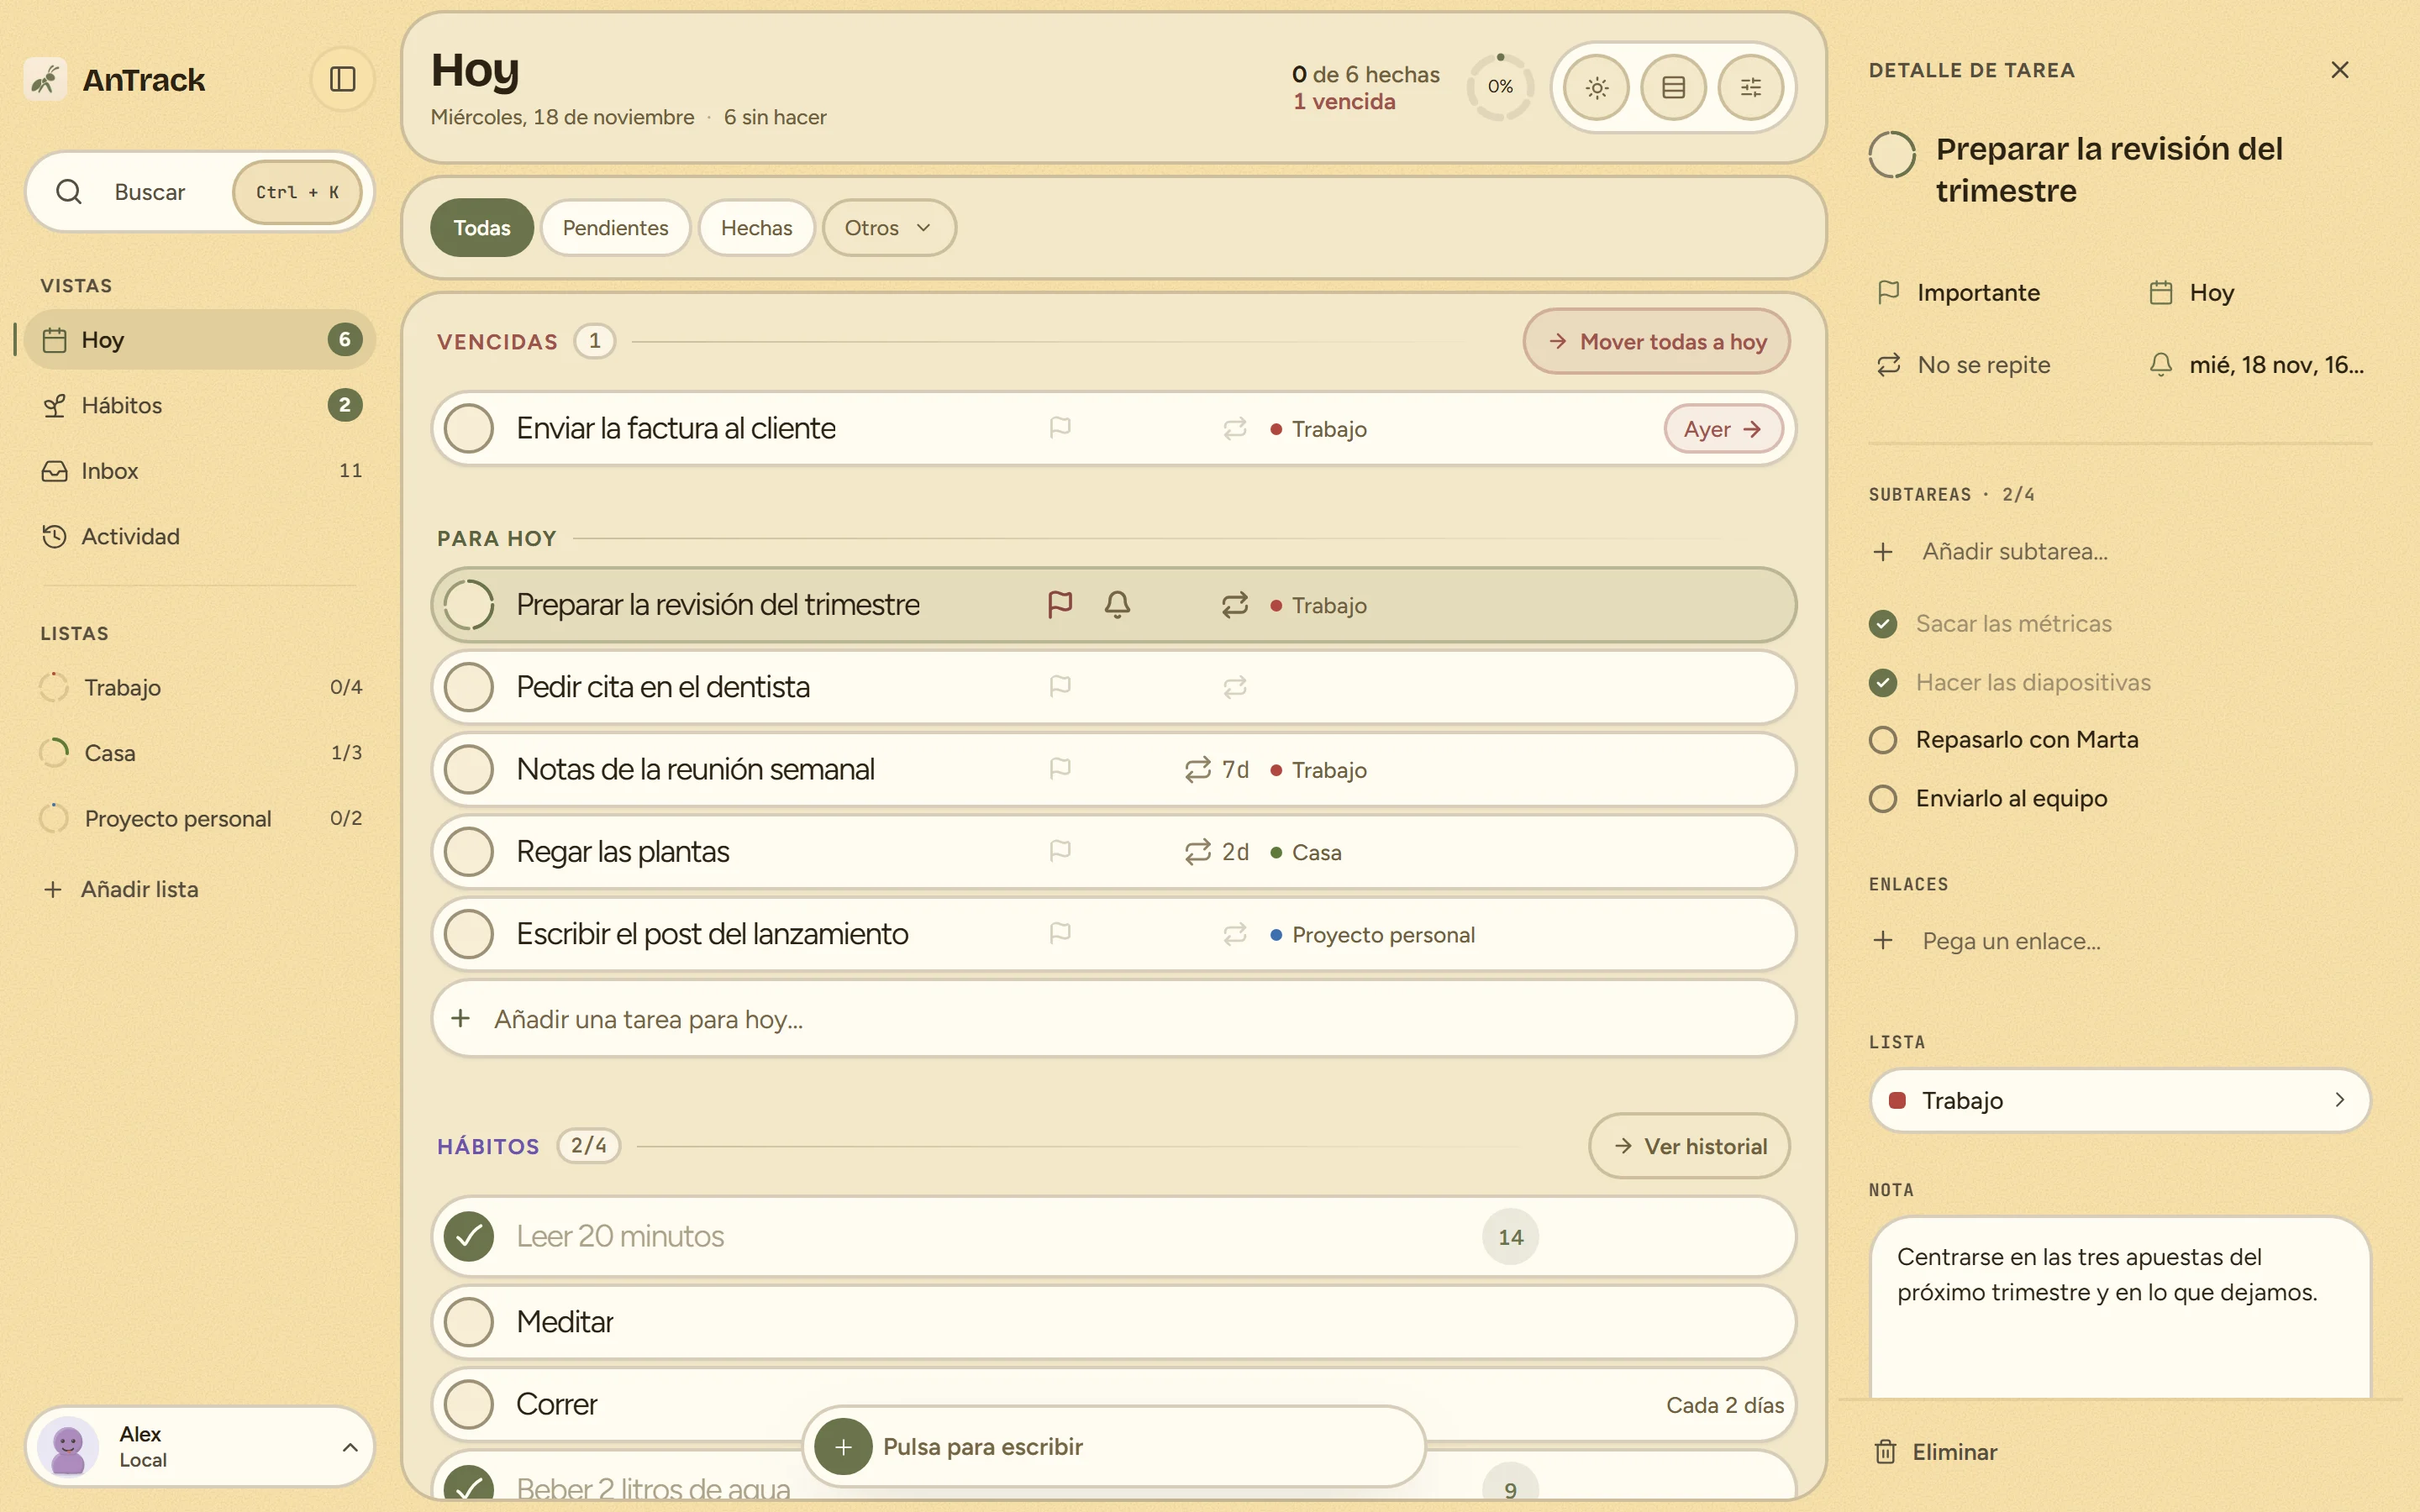 AnTrack
Buscar
Ctrl + K
VISTAS
Hoy
6
Hábitos
2
Inbox
11
Actividad
LISTAS
Trabajo
0/4
Casa
1/3
Proyecto personal
0/2
Añadir lista
Alex
Local
Hoy
Miércoles, 18 de noviembre · 6 sin hacer
0 de 6 hechas
1 vencida
0%
Todas
Pendientes
Hechas
Otros
VENCIDAS
1
Mover todas a hoy
Enviar la factura al cliente
Trabajo
Ayer
PARA HOY
Preparar la revisión del trimestre
Trabajo
Pedir cita en el dentista
Notas de la reunión semanal
7d
Trabajo
Regar las plantas
2d
Casa
Escribir el post del lanzamiento
Proyecto personal
Añadir una tarea para hoy...
HÁBITOS
2/4
Ver historial
Leer 20 minutos
14
Meditar
Correr
Cada 2 días
Beber 2 litros de agua
9
Pulsa para escribir
DETALLE DE TAREA
Preparar la revisión del
trimestre
Importante
Hoy
No se repite
mié, 18 nov, 16...
SUBTAREAS · 2/4
Añadir subtarea...
Sacar las métricas
Hacer las diapositivas
Repasarlo con Marta
Enviarlo al equipo
ENLACES
Pega un enlace...
LISTA
Trabajo
NOTA
Centrarse en las tres apuestas del
próximo trimestre y en lo que dejamos.
Eliminar